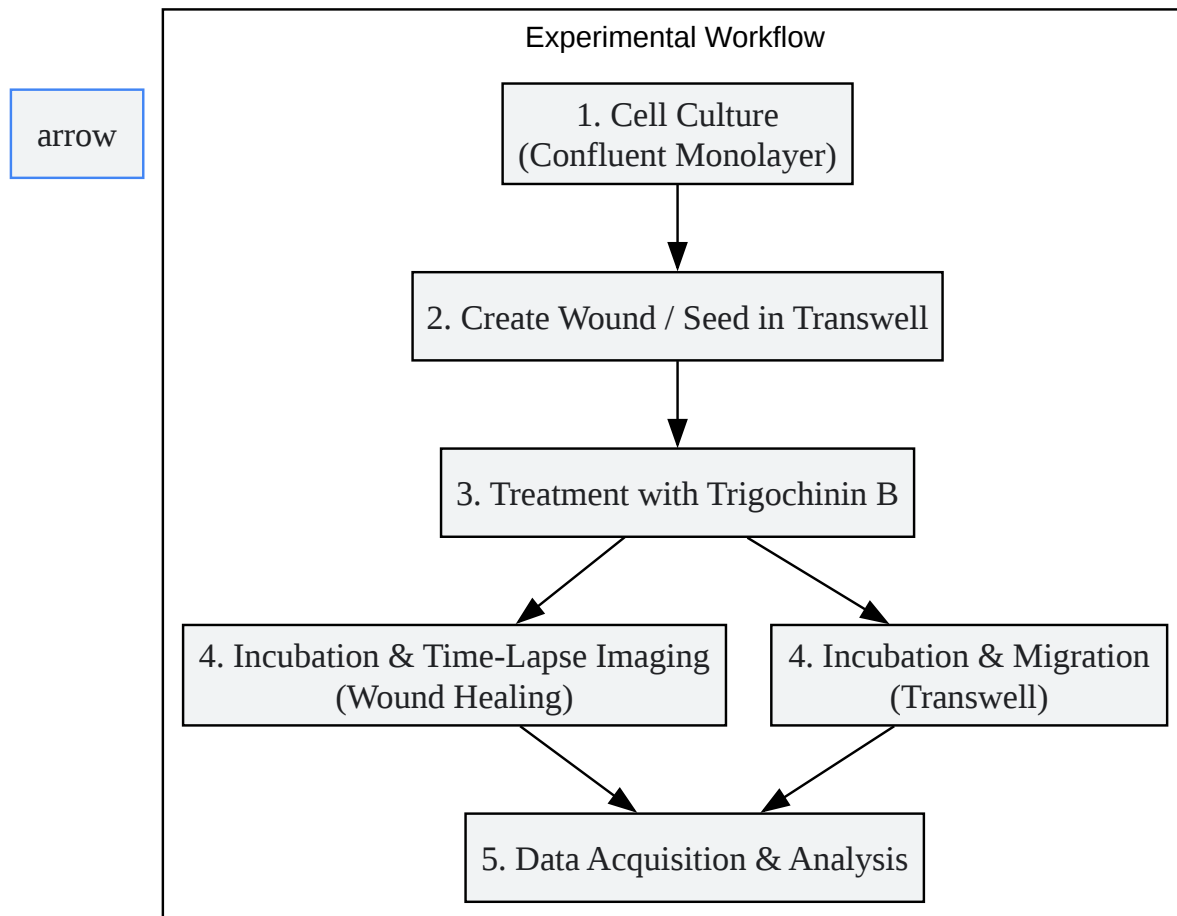 Experimental Workflow
arrow
1. Cell Culture
(Confluent Monolayer)
2. Create Wound / Seed in Transwell
3. Treatment with Trigochinin B
4. Incubation & Time-Lapse Imaging
(Wound Healing)
4. Incubation & Migration
(Transwell)
5. Data Acquisition & Analysis